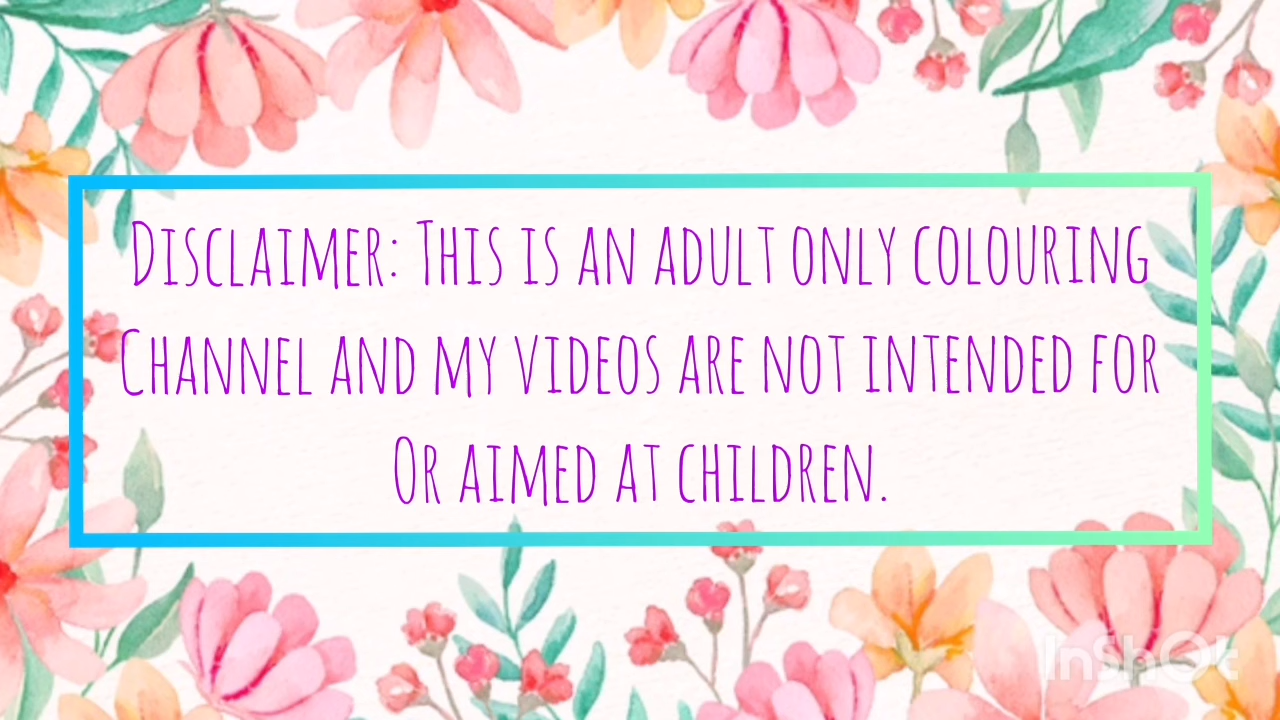 Disclaimer: This is an adult only colouring
Channel and my videos are not intended for
Or aimed at children.
InShOt